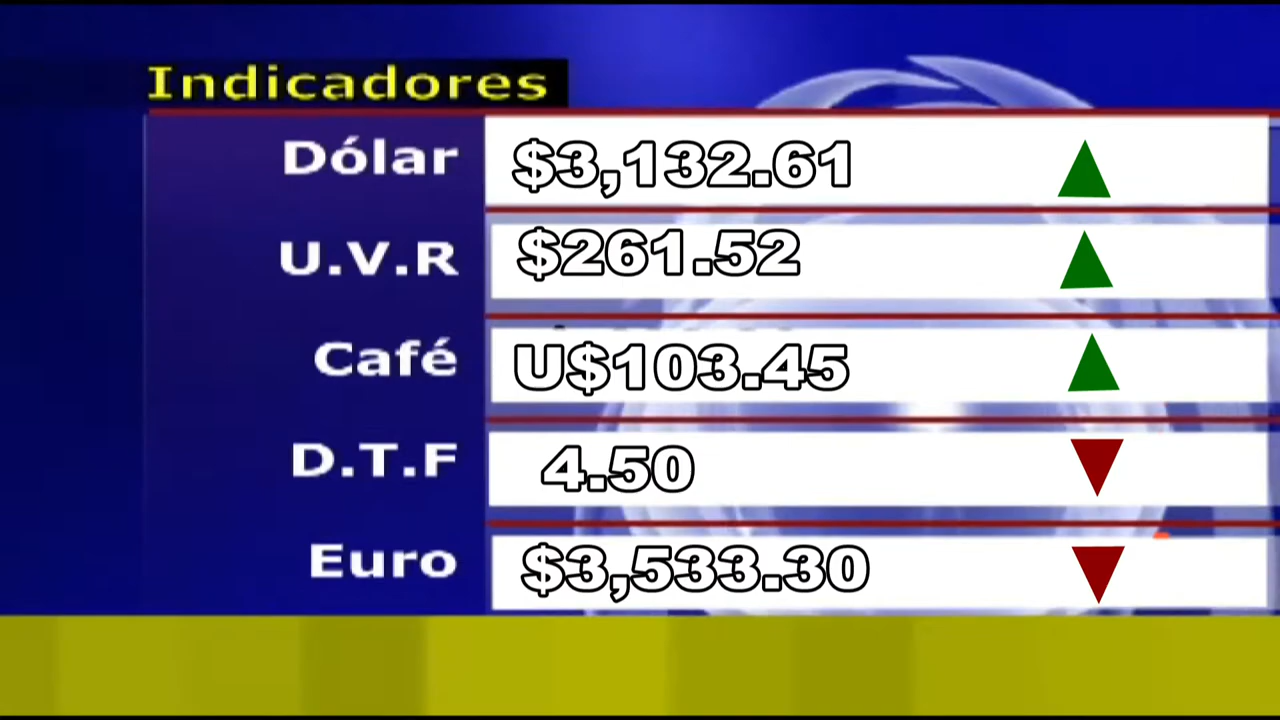 Indicadores
Dólar $3,132.61
U.V.R $261.52
Café U$103.45
D.T.F 4.50
Euro $3,533.30